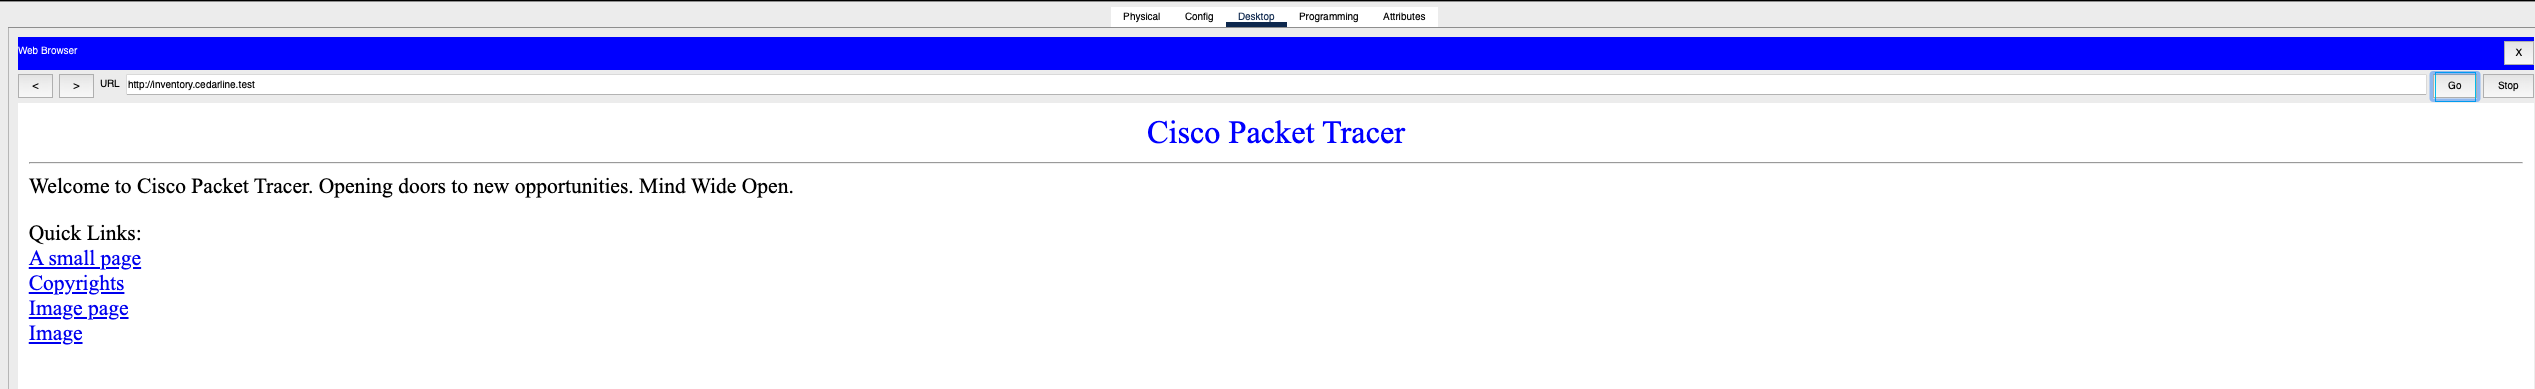 Physical Config Desktop Programming Attributes
Web Browser X
< > URL http://inventory.cedarline.test Go Stop
Cisco Packet Tracer
Welcome to Cisco Packet Tracer. Opening doors to new opportunities. Mind Wide Open.
Quick Links:
A small page
Copyrights
Image page
Image